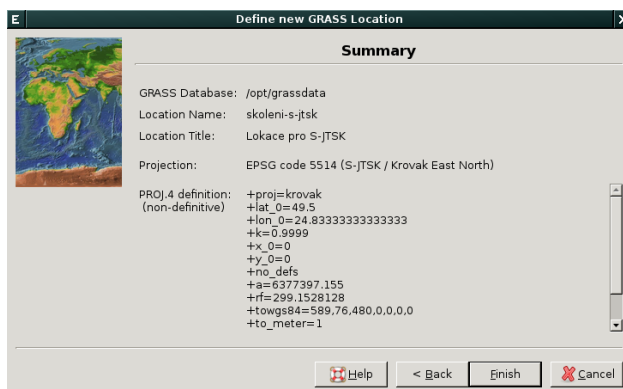 Define new GRASS Location
Summary
GRASS Database: /opt/grassdata
Location Name: skoleni-s-jtsk
Location Title: Lokace pro S-JTSK
Projection: EPSG code 5514 (S-JTSK / Krovak East North)
PROJ.4 definition: +proj=krovak
(non-definitive) +lat_0=49.5
+lon_0=24.83333333333333
+k=0.9999
+x_0=0
+y_0=0
+no_defs
+a=6377397.155
+rf=299.1528128
+towgs84=589,76,480,0,0,0,0
+to_meter=1
Help < Back Finish Cancel